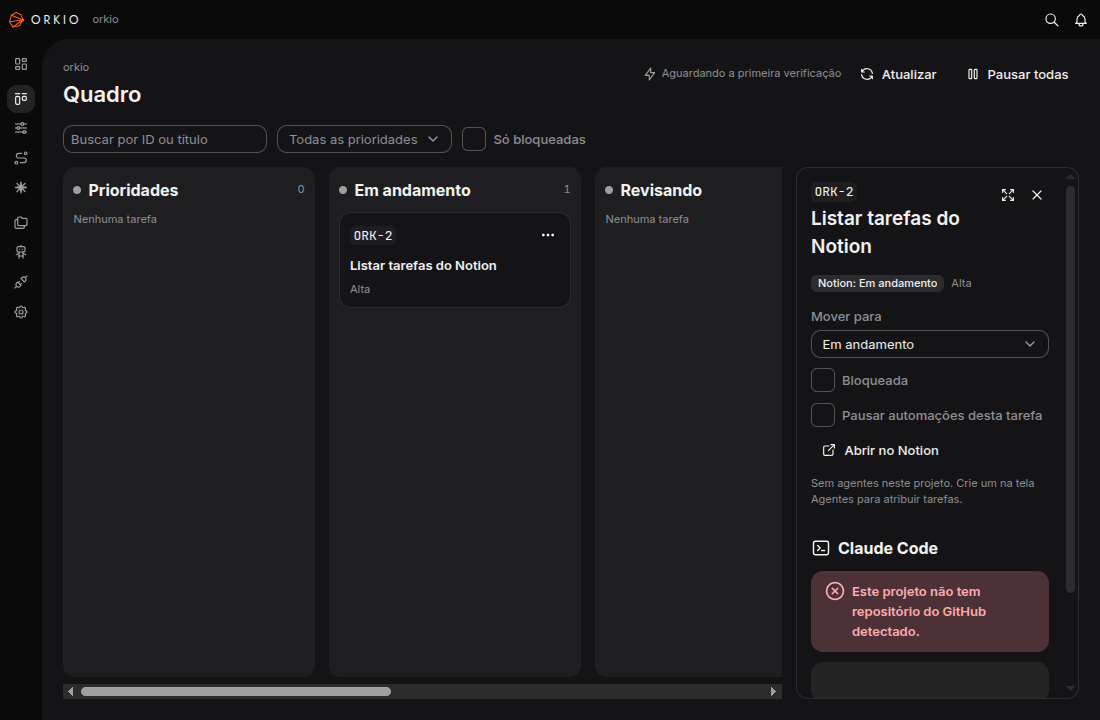 ORKIO orkio
orkio
Quadro
Aguardando a primeira verificação
Atualizar
Pausar todas
Buscar por ID ou título
Todas as prioridades
Só bloqueadas
Prioridades 0
Nenhuma tarefa
Em andamento 1
ORK-2
Listar tarefas do Notion
Alta
Revisando
Nenhuma tarefa
ORK-2
Listar tarefas do
Notion
Notion: Em andamento Alta
Mover para
Em andamento
Bloqueada
Pausar automações desta tarefa
Abrir no Notion
Sem agentes neste projeto. Crie um na tela
Agentes para atribuir tarefas.
Claude Code
Este projeto não tem
repositório do GitHub
detectado.